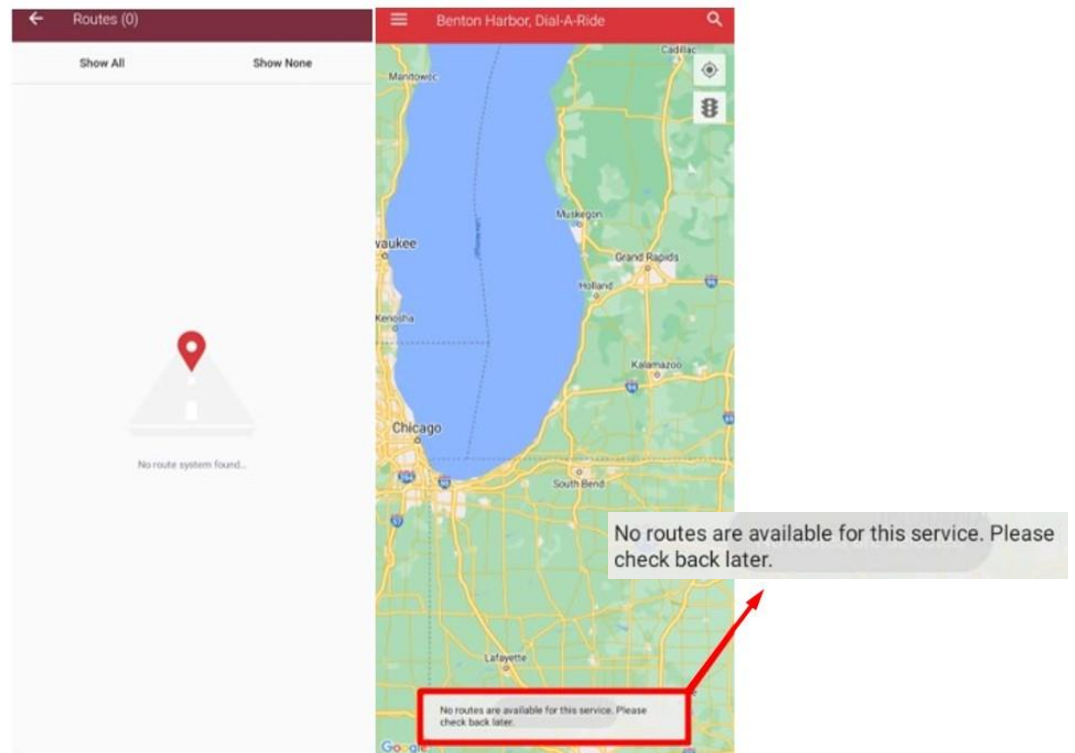 Routes (0)
Show All
Show None
No route system found...
Benton Harbor, Dial-A-Ride
Cadillac
Manitowoc
Muskegon
vaukee
Grand Rapids
Holland
Kenosha
Kalamazoo
Chicago
South Bend
Lafayette
No routes are available for this service. Please
check back later.
Google
No routes are available for this service. Please
check back later.